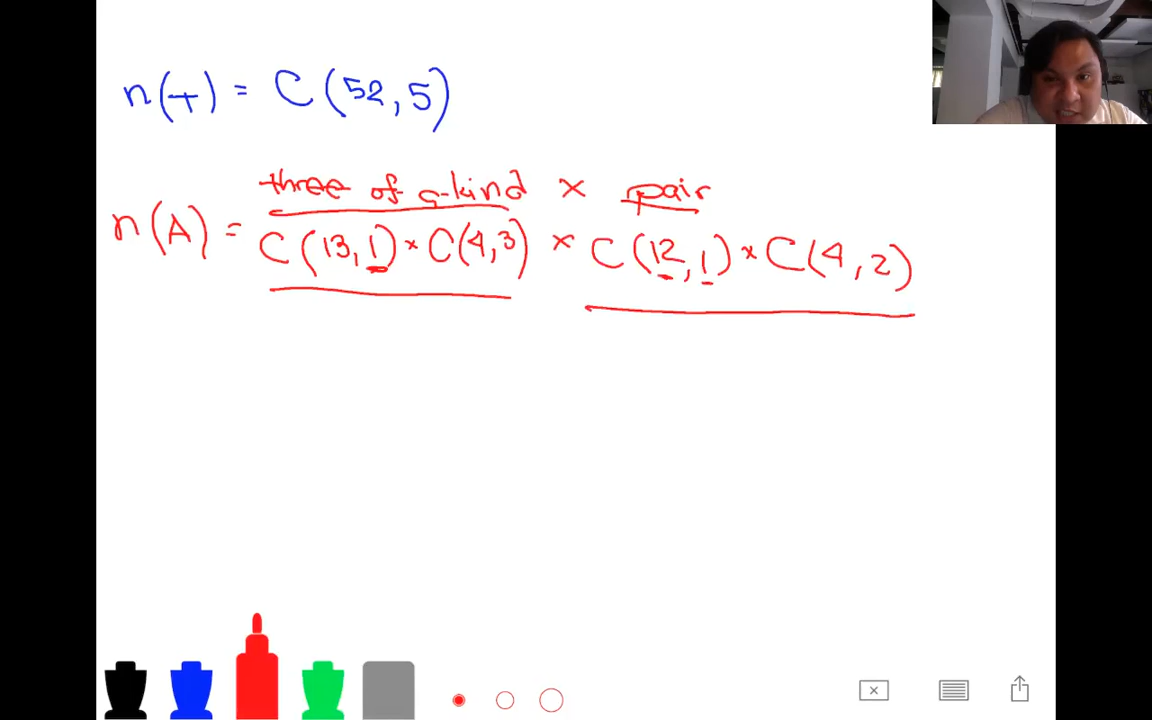 n(T) = C(52,5)
three of a-kind × pair
n(A) = C(13,1)×C(4,3) × C(12,1)×C(4,2)